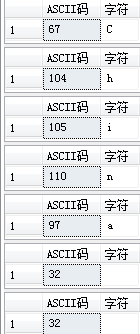 ASCII码 字符
1 67 C
ASCII码 字符
1 104 h
ASCII码 字符
1 105 i
ASCII码 字符
1 110 n
ASCII码 字符
1 97 a
ASCII码 字符
1 32
ASCII码 字符
1 32